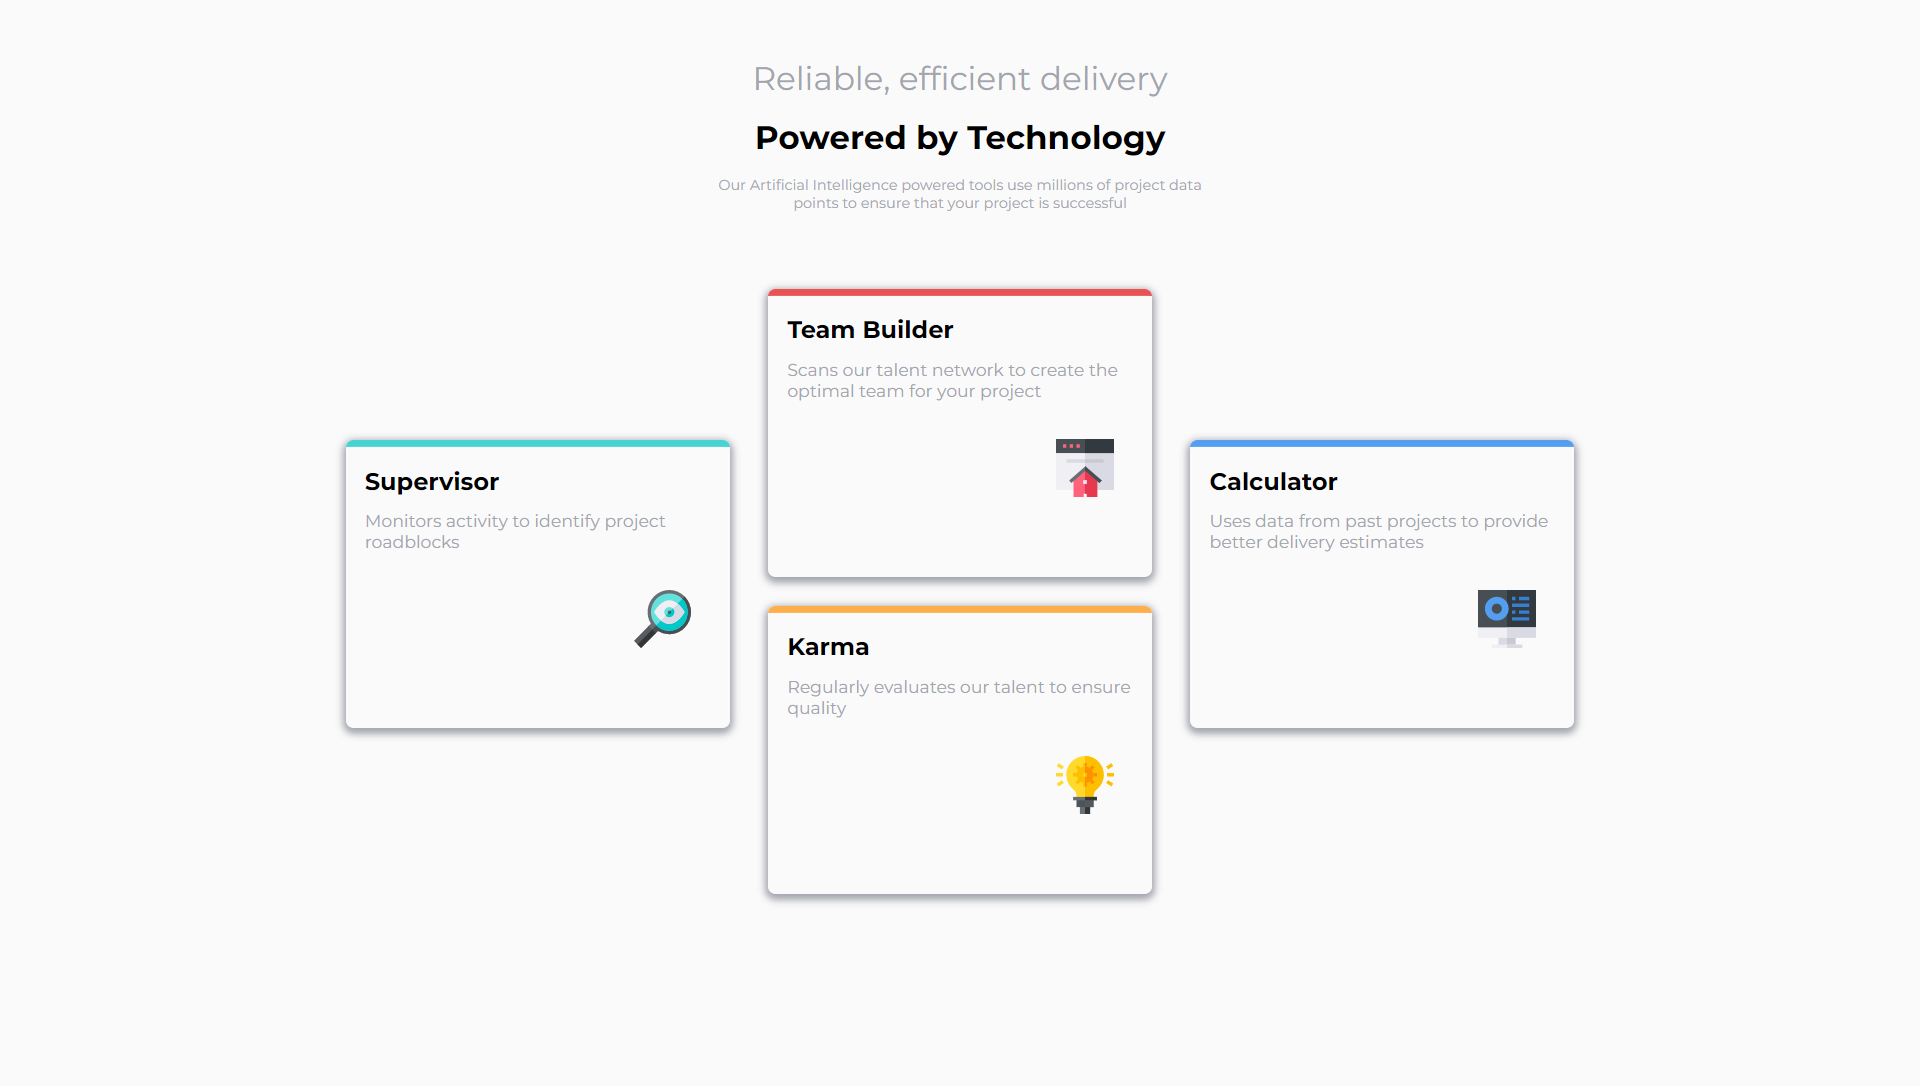 Reliable, efficient delivery
Powered by Technology
Our Artificial Intelligence powered tools use millions of project data
points to ensure that your project is successful
Team Builder
Scans our talent network to create the
optimal team for your project
Supervisor
Monitors activity to identify project
roadblocks
Calculator
Uses data from past projects to provide
better delivery estimates
Karma
Regularly evaluates our talent to ensure
quality